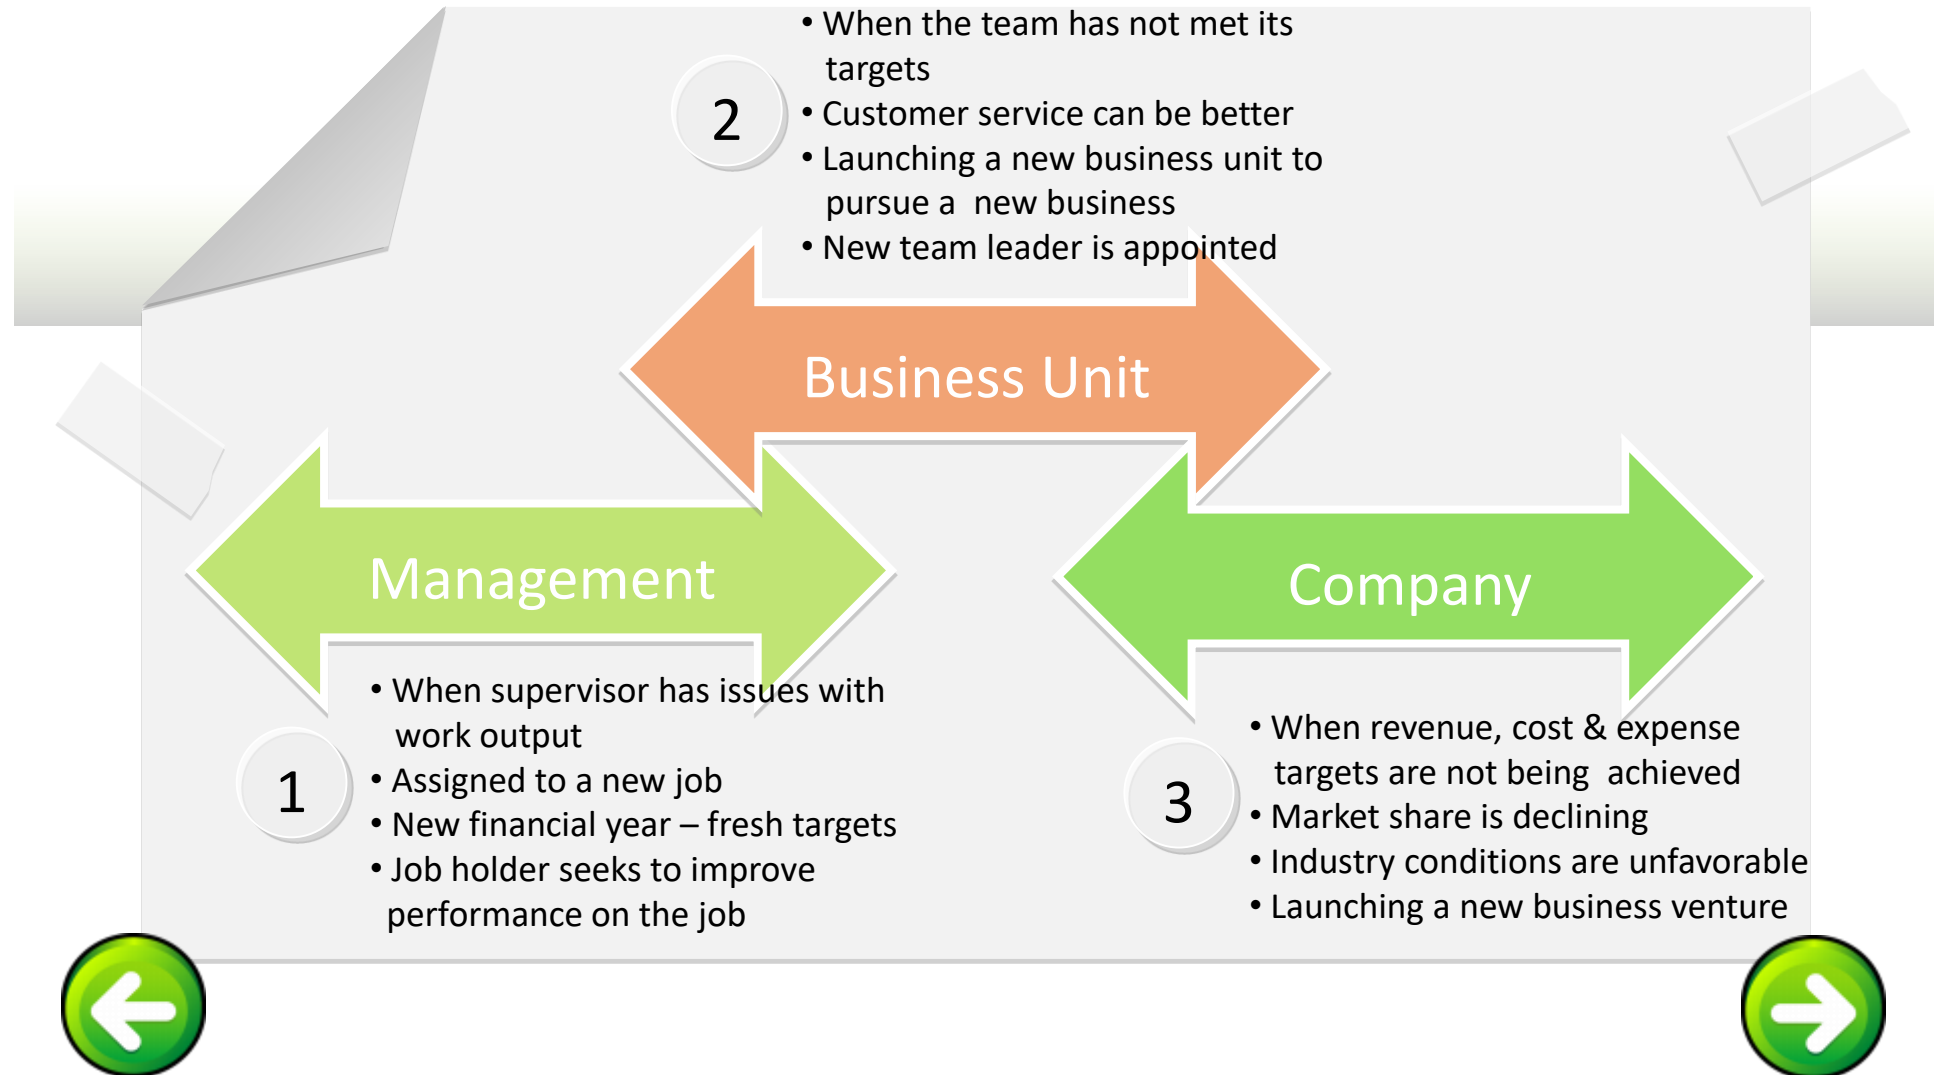 • When the team has not met its
targets
2
• Customer service can be better
• Launching a new business unit to
pursue a new business
• New team leader is appointed
Business Unit
Management
Company
• When supervisor has issues with
work output
1
• Assigned to a new job
• New financial year – fresh targets
• Job holder seeks to improve
performance on the job
• When revenue, cost & expense
targets are not being achieved
3
• Market share is declining
• Industry conditions are unfavorable
• Launching a new business venture